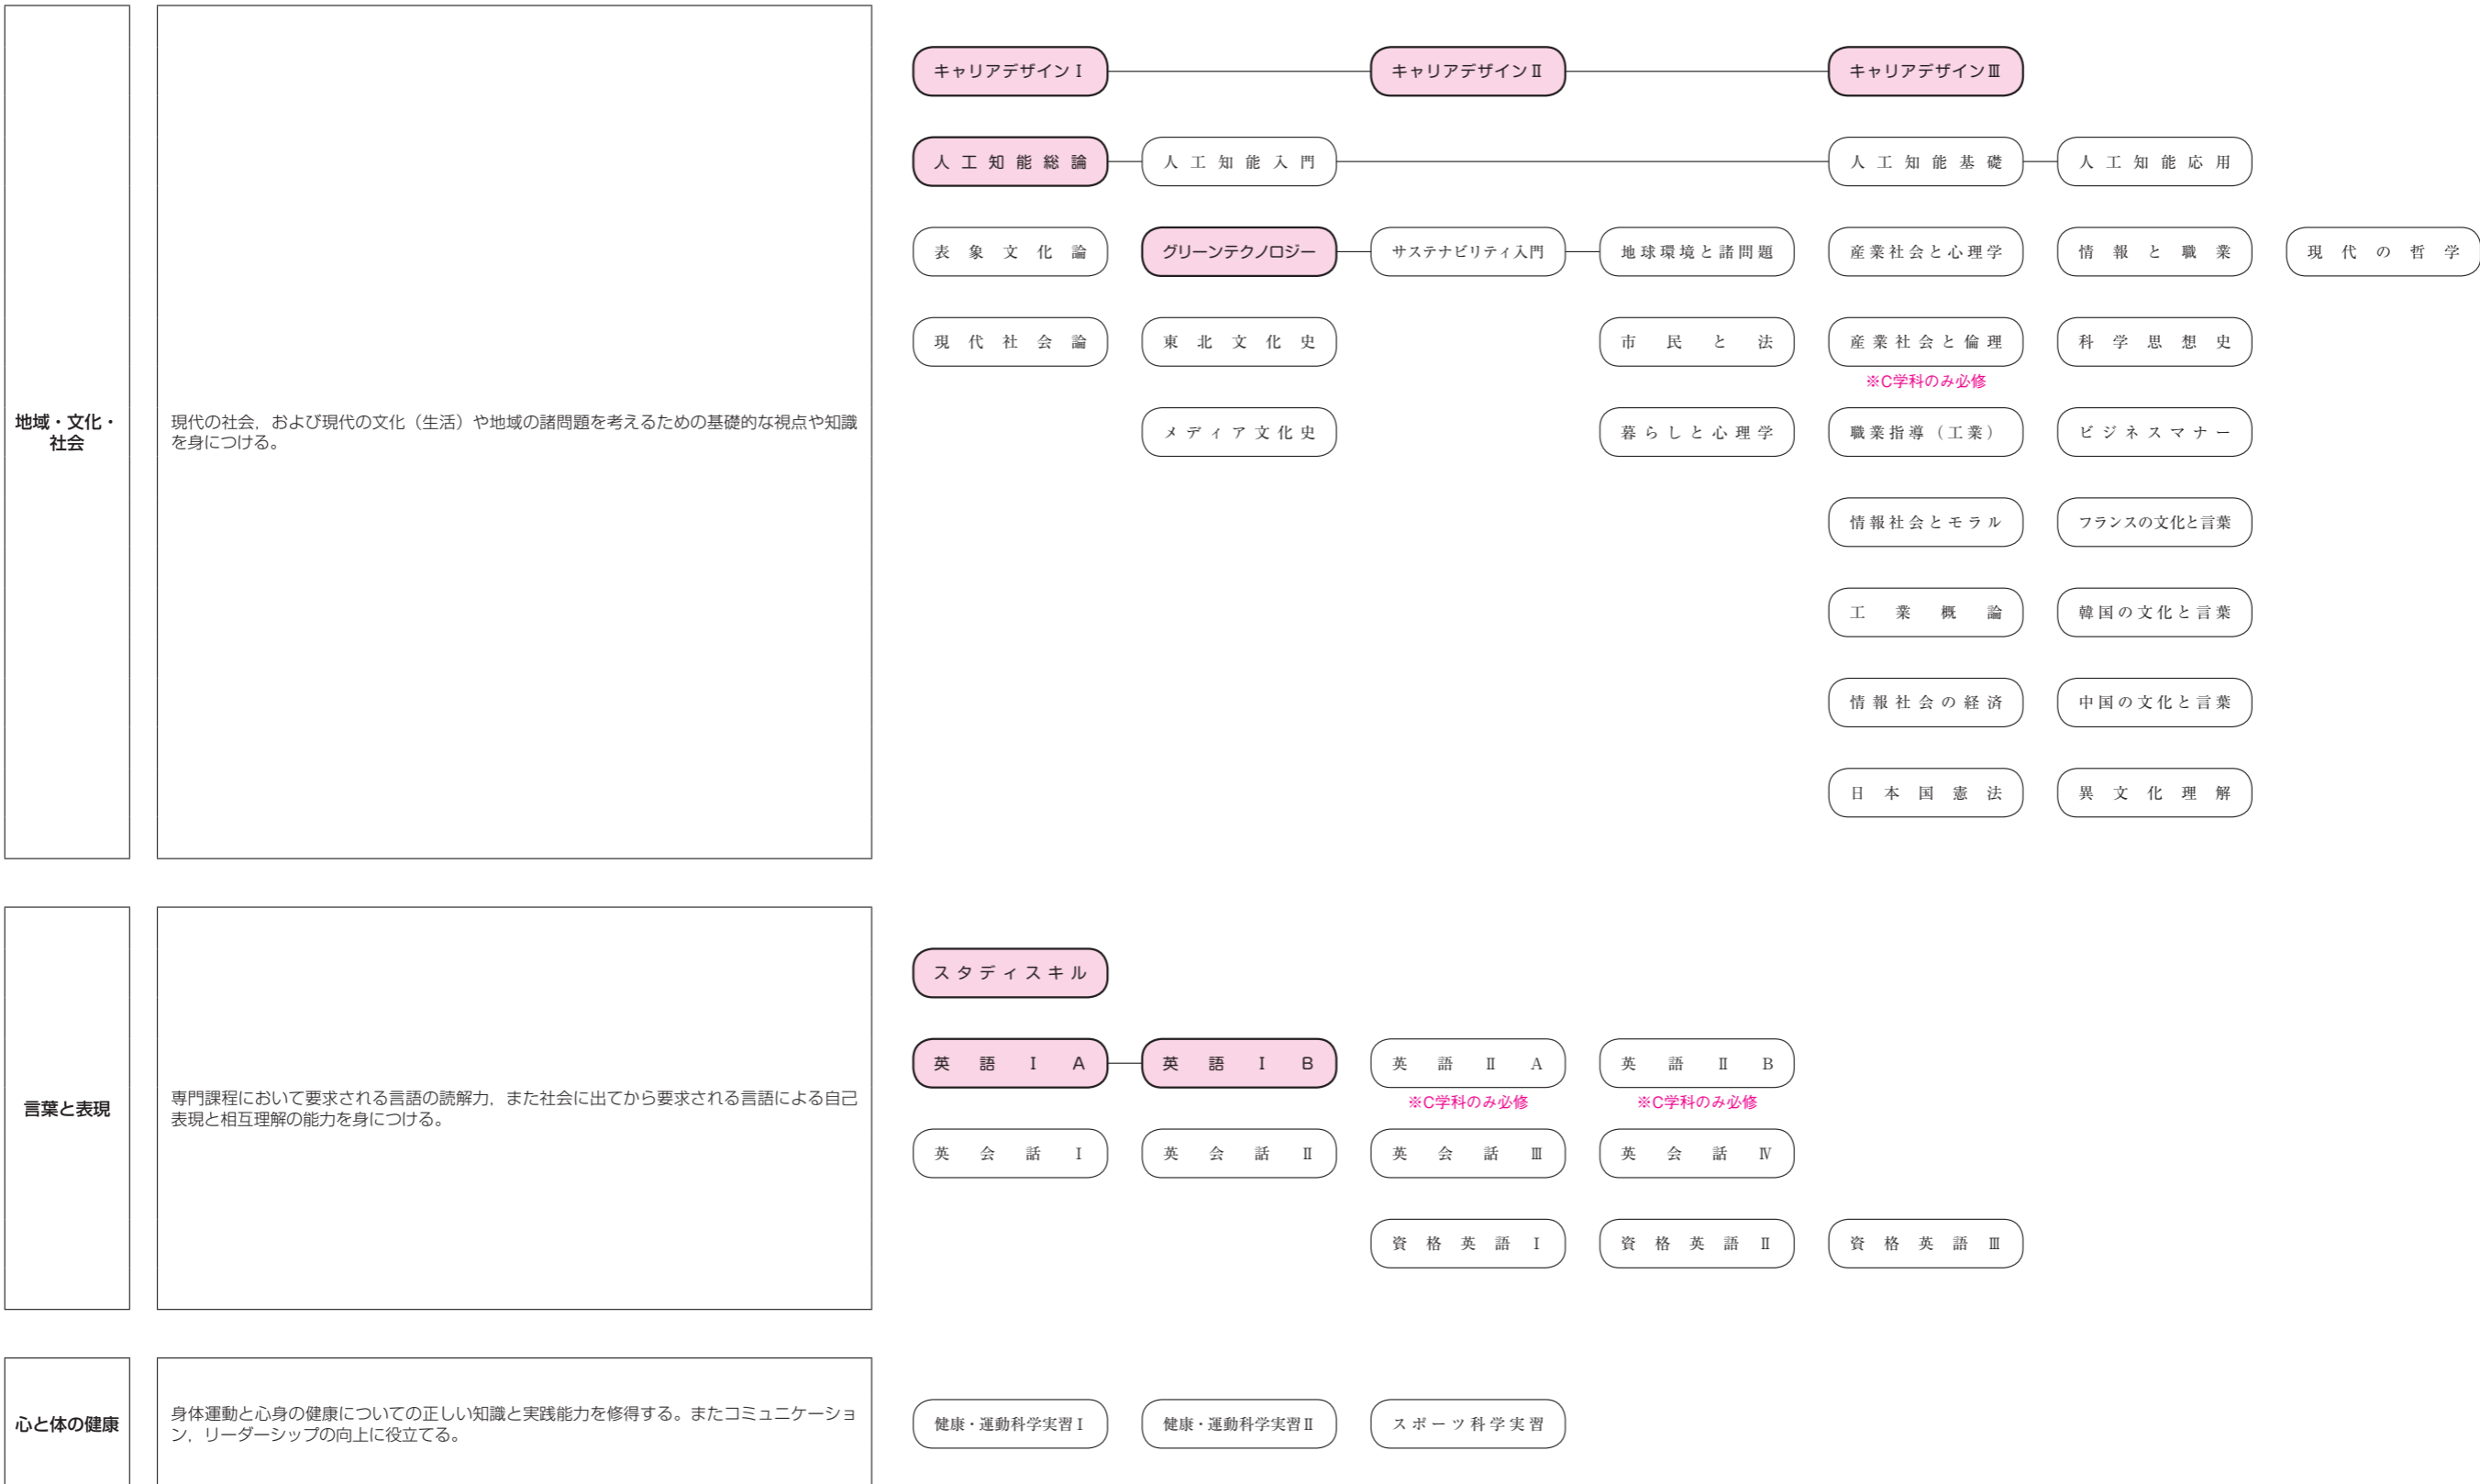 キャリアデザインⅠ
キャリアデザインⅡ
キャリアデザインⅢ
人工知能総論
人工知能入門
人工知能基礎
人工知能応用
表象文化論
グリーンテクノロジー
サステナビリティ入門
地球環境と諸問題
産業社会と心理学
情報と職業
現代の哲学
現代社会論
東北文化史
市民と法
産業社会と倫理
科学思想史
※C学科のみ必修
地域・文化・
社会
現代の社会，および現代の文化（生活）や地域の諸問題を考えるための基礎的な視点や知識
を身につける。
メディア文化史
暮らしと心理学
職業指導（工業）
ビジネスマナー
情報社会とモラル
フランスの文化と言葉
工業概論
韓国の文化と言葉
情報社会の経済
中国の文化と言葉
日本国憲法
異文化理解
スタディスキル
英語ⅠA
英語ⅠB
英語ⅡA
英語ⅡB
※C学科のみ必修
※C学科のみ必修
言葉と表現
専門課程において要求される言語の読解力，また社会に出てから要求される言語による自己
表現と相互理解の能力を身につける。
英会話Ⅰ
英会話Ⅱ
英会話Ⅲ
英会話Ⅳ
資格英語Ⅰ
資格英語Ⅱ
資格英語Ⅲ
心と体の健康
身体運動と心身の健康についての正しい知識と実践能力を修得する。またコミュニケーショ
ン，リーダーシップの向上に役立てる。
健康・運動科学実習Ⅰ
健康・運動科学実習Ⅱ
スポーツ科学実習